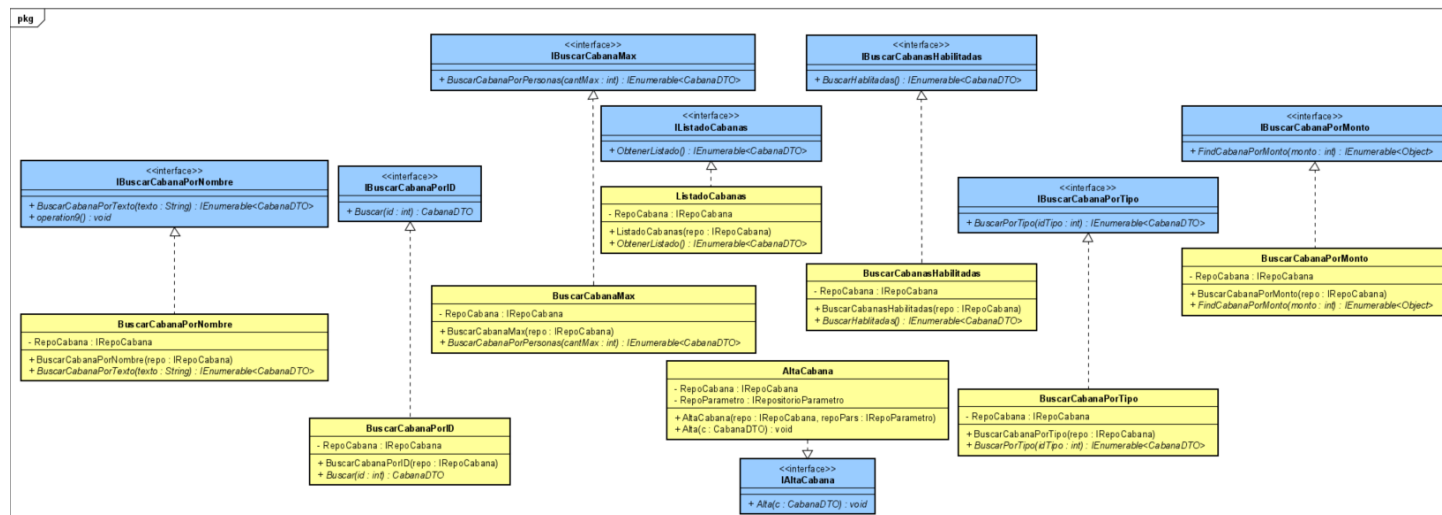 pkg
<<interface>>
IBuscarCabanaMax
+ BuscarCabanaPorPersonas(cantMax : int) : IEnumerable<CabanaDTO>
<<interface>>
IBuscarCabanasHabilitadas
+ BuscarHablitadas() : IEnumerable<CabanaDTO>
<<interface>>
IListadoCabanas
+ ObtenerListado() : IEnumerable<CabanaDTO>
<<interface>>
IBuscarCabanaPorMonto
+ FindCabanaPorMonto(monto : int) : IEnumerable<Object>
<<interface>>
IBuscarCabanaPorNombre
+ BuscarCabanaPorTexto(texto : String) : IEnumerable<CabanaDTO>
+ operation9() : void
<<interface>>
IBuscarCabanaPorID
+ Buscar(id : int) : CabanaDTO
<<interface>>
IBuscarCabanaPorTipo
+ BuscarPorTipo(idTipo : int) : IEnumerable<CabanaDTO>
ListadoCabanas
- RepoCabana : IRepoCabana
+ ListadoCabanas(repo : IRepoCabana)
+ ObtenerListado() : IEnumerable<CabanaDTO>
BuscarCabanaPorMonto
- RepoCabana : IRepoCabana
+ BuscarCabanaPorMonto(repo : IRepoCabana)
+ FindCabanaPorMonto(monto : int) : IEnumerable<Object>
BuscarCabanasHabilitadas
- RepoCabana : IRepoCabana
+ BuscarCabanasHabilitadas(repo : IRepoCabana)
+ BuscarHablitadas() : IEnumerable<CabanaDTO>
BuscarCabanaMax
- RepoCabana : IRepoCabana
+ BuscarCabanaMax(repo : IRepoCabana)
+ BuscarCabanaPorPersonas(cantMax : int) : IEnumerable<CabanaDTO>
BuscarCabanaPorNombre
- RepoCabana : IRepoCabana
+ BuscarCabanaPorNombre(repo : IRepoCabana)
+ BuscarCabanaPorTexto(texto : String) : IEnumerable<CabanaDTO>
AltaCabana
- RepoCabana : IRepoCabana
- RepoParametro : IRepositorioParametro
+ AltaCabana(repo : IRepoCabana, repoPars : IRepoParametro)
+ Alta(c : CabanaDTO) : void
BuscarCabanaPorTipo
- RepoCabana : IRepoCabana
+ BuscarCabanaPorTipo(repo : IRepoCabana)
+ BuscarPorTipo(idTipo : int) : IEnumerable<CabanaDTO>
BuscarCabanaPorID
- RepoCabana : IRepoCabana
+ BuscarCabanaPorID(repo : IRepoCabana)
+ Buscar(id : int) : CabanaDTO
<<interface>>
IAltaCabana
+ Alta(c : CabanaDTO) : void